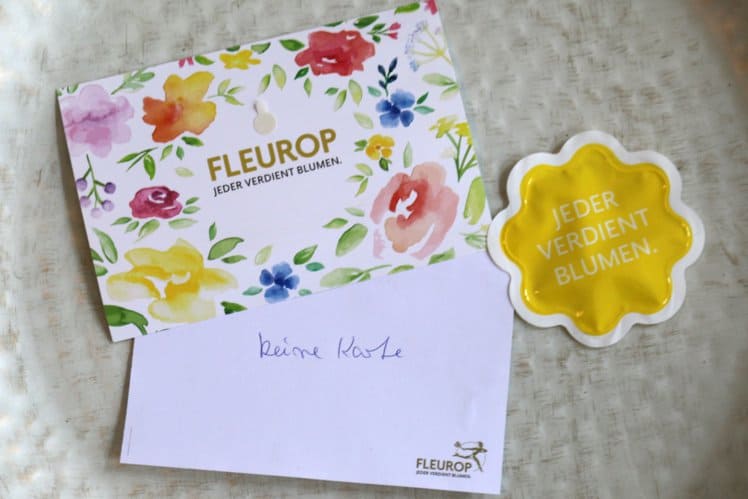 FLEUROP
JEDER VERDIENT BLUMEN.
JEDER
VERDIENT
BLUMEN.
keine Karte
FLEUROP
JEDER VERDIENT BLUMEN.